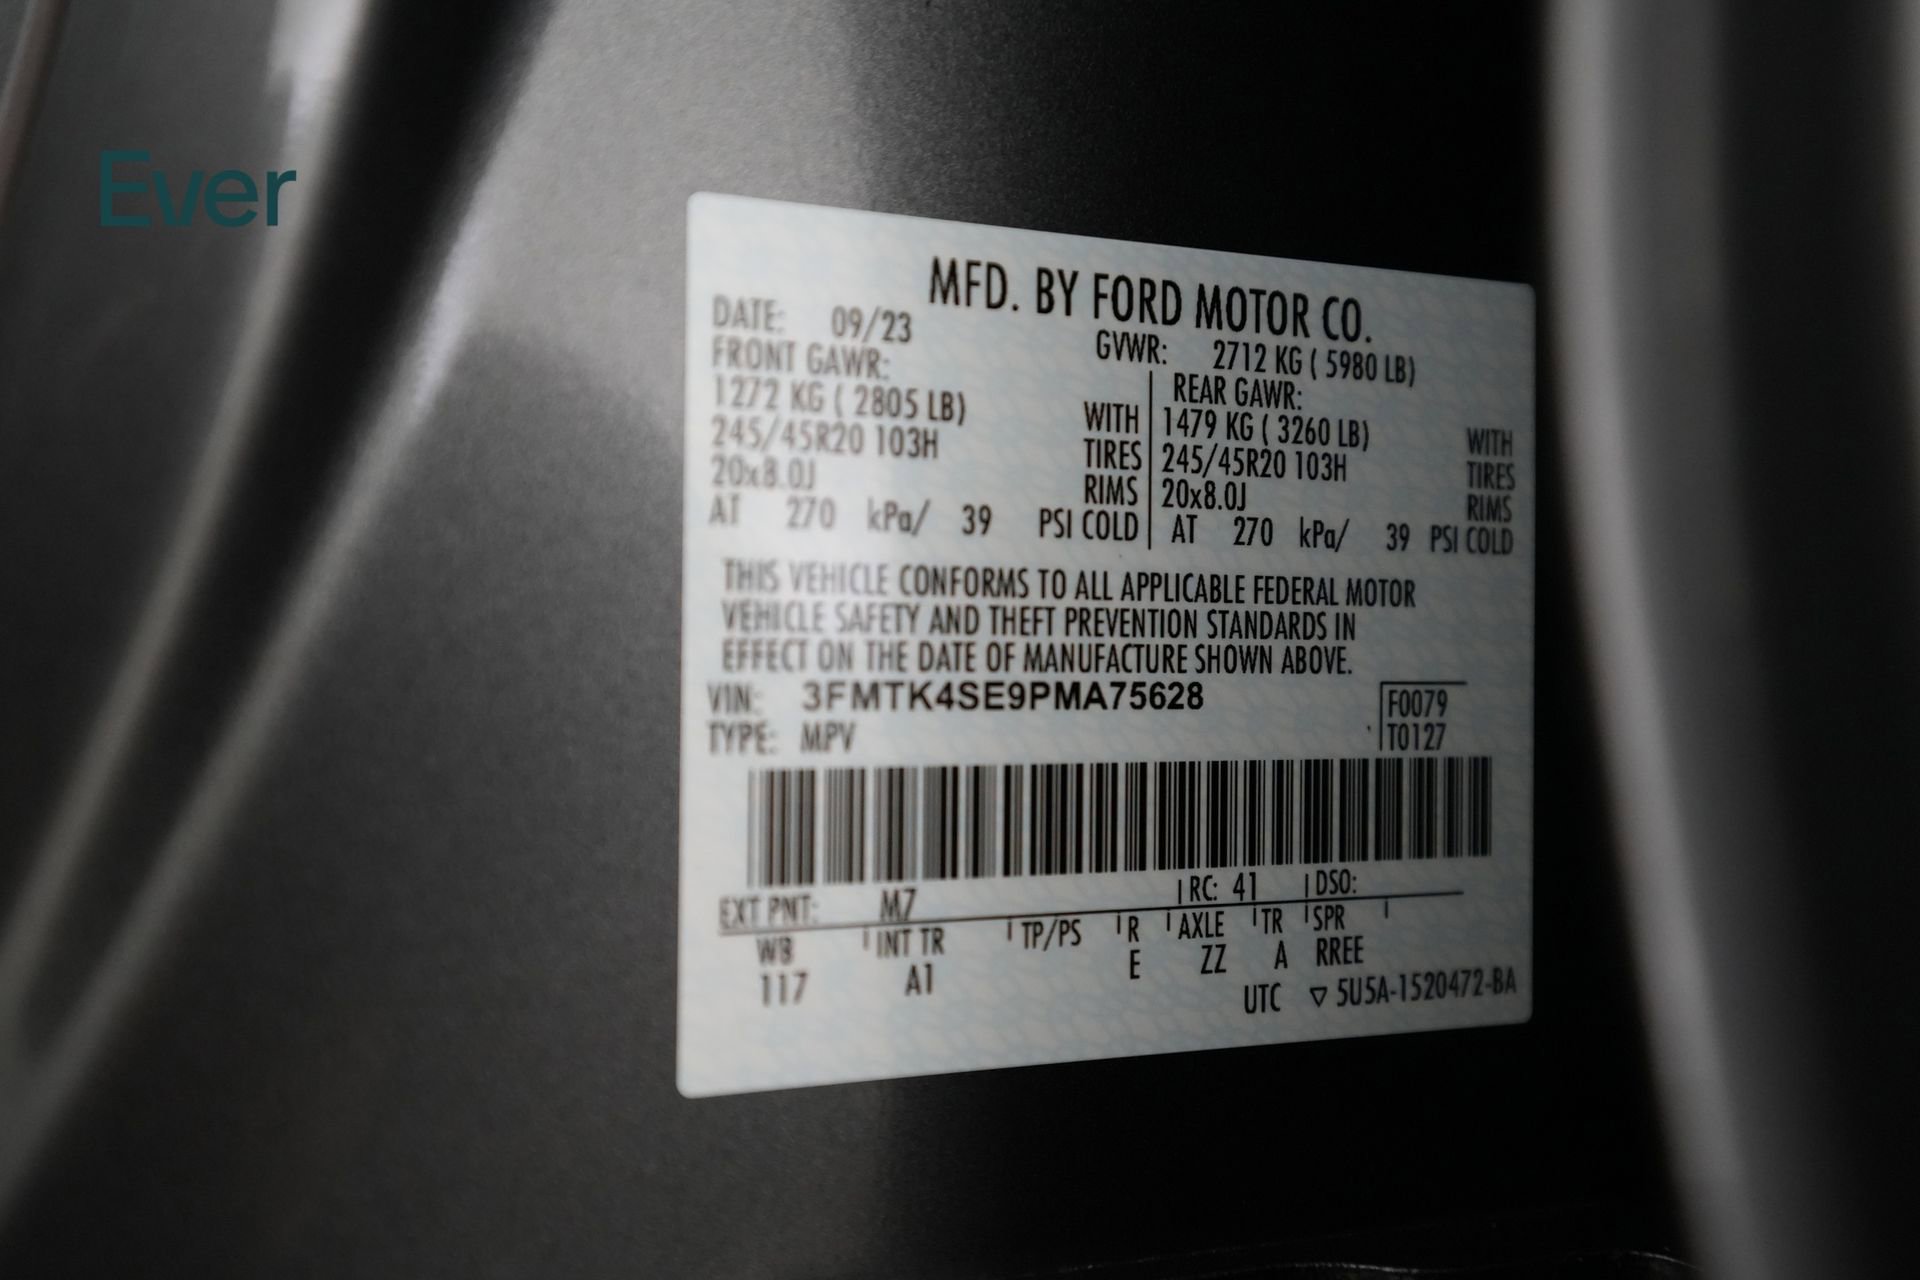 Ever
MFD. BY FORD MOTOR CO.
DATE: 09/23 GVWR: 2712 KG ( 5980 LB)
FRONT GAWR: REAR GAWR:
1272 KG ( 2805 LB) WITH 1479 KG ( 3260 LB) WITH
245/45R20 103H TIRES 245/45R20 103H TIRES
20x8.0J RIMS 20x8.0J RIMS
AT 270 kPa/ 39 PSI COLD AT 270 kPa/ 39 PSI COLD
THIS VEHICLE CONFORMS TO ALL APPLICABLE FEDERAL MOTOR
VEHICLE SAFETY AND THEFT PREVENTION STANDARDS IN
EFFECT ON THE DATE OF MANUFACTURE SHOWN ABOVE.
VIN: 3FMTK4SE9PMA75628 F0079
TYPE: MPV T0127
EXT PNT: M7 RC: 41 DSO:
WB INT TR TP/PS R AXLE TR SPR
117 A1 E ZZ A RREE
UTC ▽ 5U5A-1520472-BA